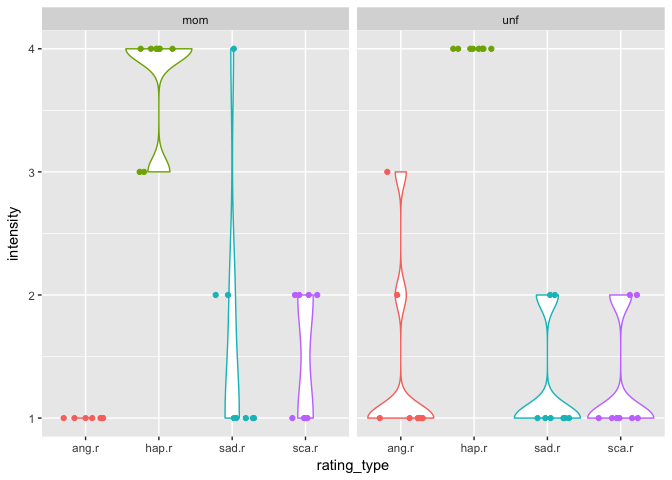 mom unf
4
3
2
1
intensity
ang.r hap.r sad.r sca.r ang.r hap.r sad.r sca.r
rating_type